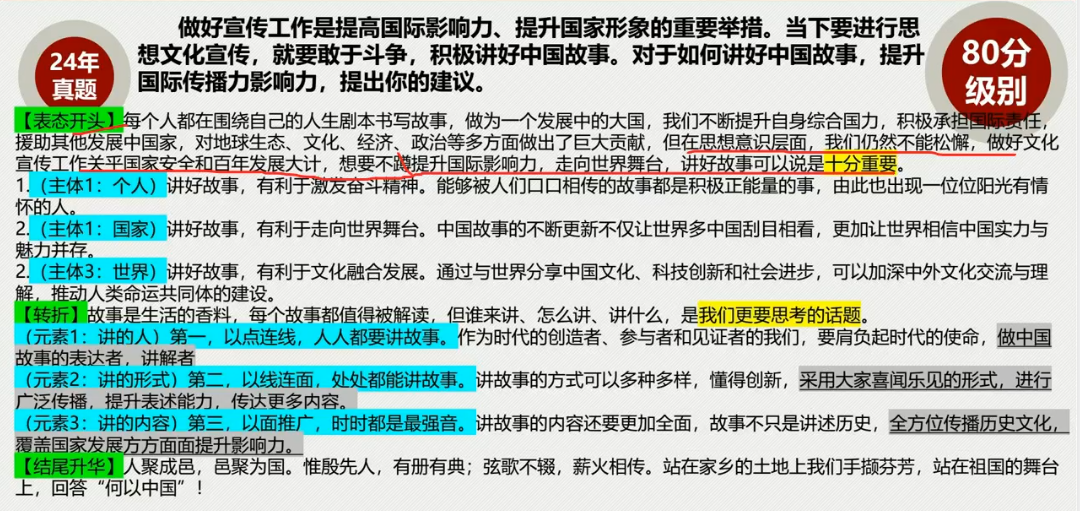 做好宣传工作是提高国际影响力、提升国家形象的重要举措。当下要进行思
想文化宣传，就要敢于斗争，积极讲好中国故事。对于如何讲好中国故事，提升
国际传播力影响力，提出你的建议。
24年
真题
80分
级别
【表态开头】每个人都在围绕自己的人生剧本书写故事，做为一个发展中的大国，我们不断提升自身综合国力，积极承担国际责任，
援助其他发展中国家，对地球生态、文化、经济、政治等多方面做出了巨大贡献，但在思想意识层面，我们仍然不能松懈，做好文化
宣传工作关平国家安全和百年发展大计，想要不蹲提升国际影响力，走向世界舞台，讲好故事可以说是十分重要。
1.（主体1：个人）讲好故事，有利于激发奋斗精神。能够被人们口口相传的故事都是积极正能量的事，由此也出现一位位阳光有情
怀的人。
2.（主体1：国家）讲好故事，有利于走向世界舞台。中国故事的不断更新不仅让世界多中国刮目相看，更加让世界相信中国实力与
魅力并存。
2.（主体3：世界）讲好故事，有利于文化融合发展。通过与世界分享中国文化、科技创新和社会进步，可以加深中外文化交流与理
解，推动人类命运共同体的建设。
【转折】故事是生活的香料，每个故事都值得被解读，但谁来讲、怎么讲、讲什么，是我们更要思考的话题。
（元素1：讲的人）第一，以点连线，人人都要讲故事。作为时代的创造者、参与者和见证者的我们，要肩负起时代的使命，做中国
故事的表达者，讲解者
（元素2：讲的形式）第二，以线连面，处处都能讲故事。讲故事的方式可以多种多样，懂得创新，采用大家喜闻乐见的形式，进行
广泛传播，提升表述能力，传达更多内容。
（元素3：讲的内容）第三，以面推广，时时都是最强音。讲故事的内容还要更加全面，故事不只是讲述历史，全方位传播历史文化，
覆盖国家发展方方面面提升影响力。
【结尾升华】人聚成邑，邑聚为国。惟殷先人，有册有典；弦歌不辍，薪火相传。站在家乡的土地上我们手撷芬芳，站在祖国的舞台
上，回答“何以中国”！